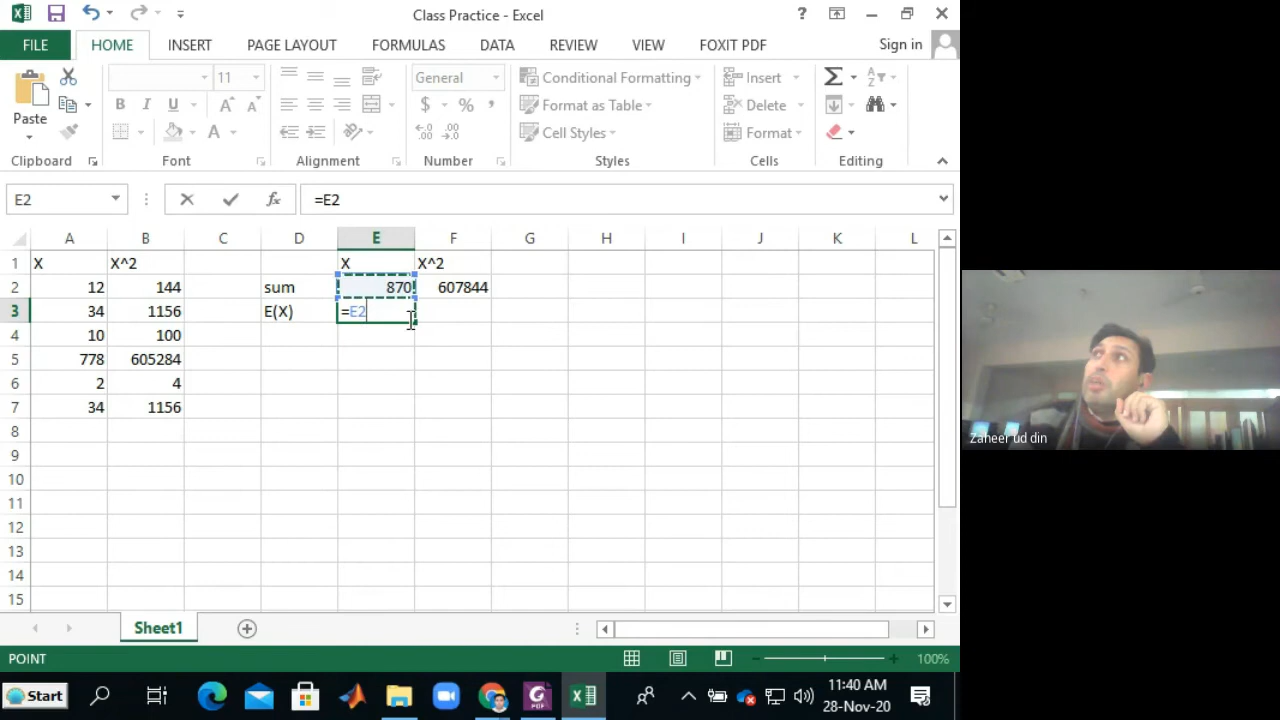 Class Practice - Excel
FILE HOME INSERT PAGE LAYOUT FORMULAS DATA REVIEW VIEW FOXIT PDF Sign in
11 General Conditional Formatting Insert
Paste B I U A A $ % , Format as Table Delete
A Cell Styles Format
Clipboard Font Alignment Number Styles Cells Editing
E2 fx =E2
A B C D E F G H I J K L
1 X X^2 X X^2
2 12 144 sum 870 607844
3 34 1156 E(X) =E2
4 10 100
5 778 605284
6 2 4
7 34 1156
8
9
10
11
12
13
14
15
Sheet1
POINT 100%
Start 11:40 AM
28-Nov-20
Zaheer ud din